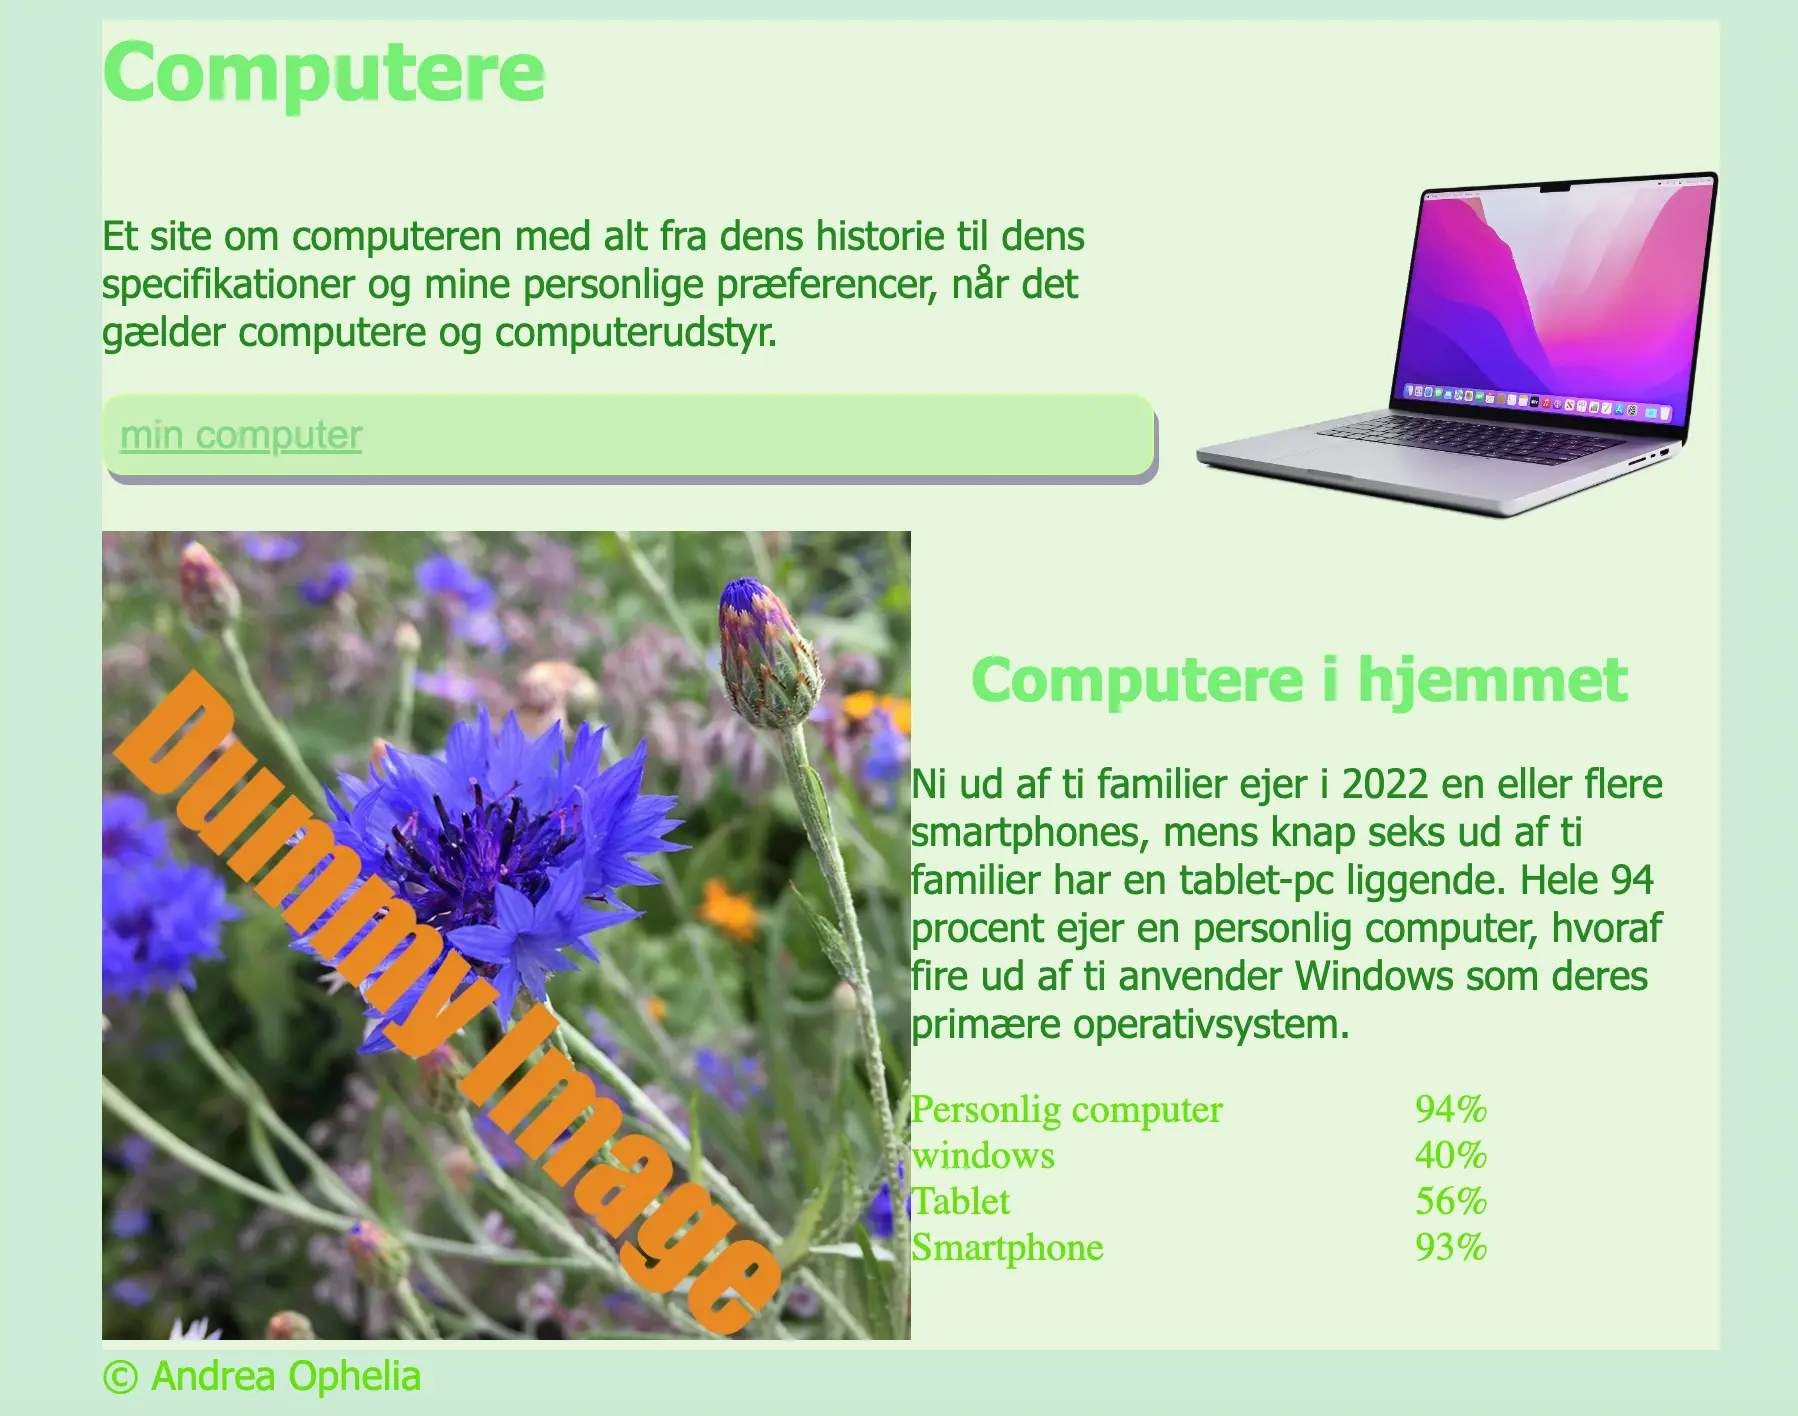 Computere
Et site om computeren med alt fra dens historie til dens
specifikationer og mine personlige præferencer, når det
gælder computere og computerudstyr.
min computer
Dummy Image
Computere i hjemmet
Ni ud af ti familier ejer i 2022 en eller flere
smartphones, mens knap seks ud af ti
familier har en tablet-pc liggende. Hele 94
procent ejer en personlig computer, hvoraf
fire ud af ti anvender Windows som deres
primære operativsystem.
Personlig computer 94%
windows 40%
Tablet 56%
Smartphone 93%
© Andrea Ophelia